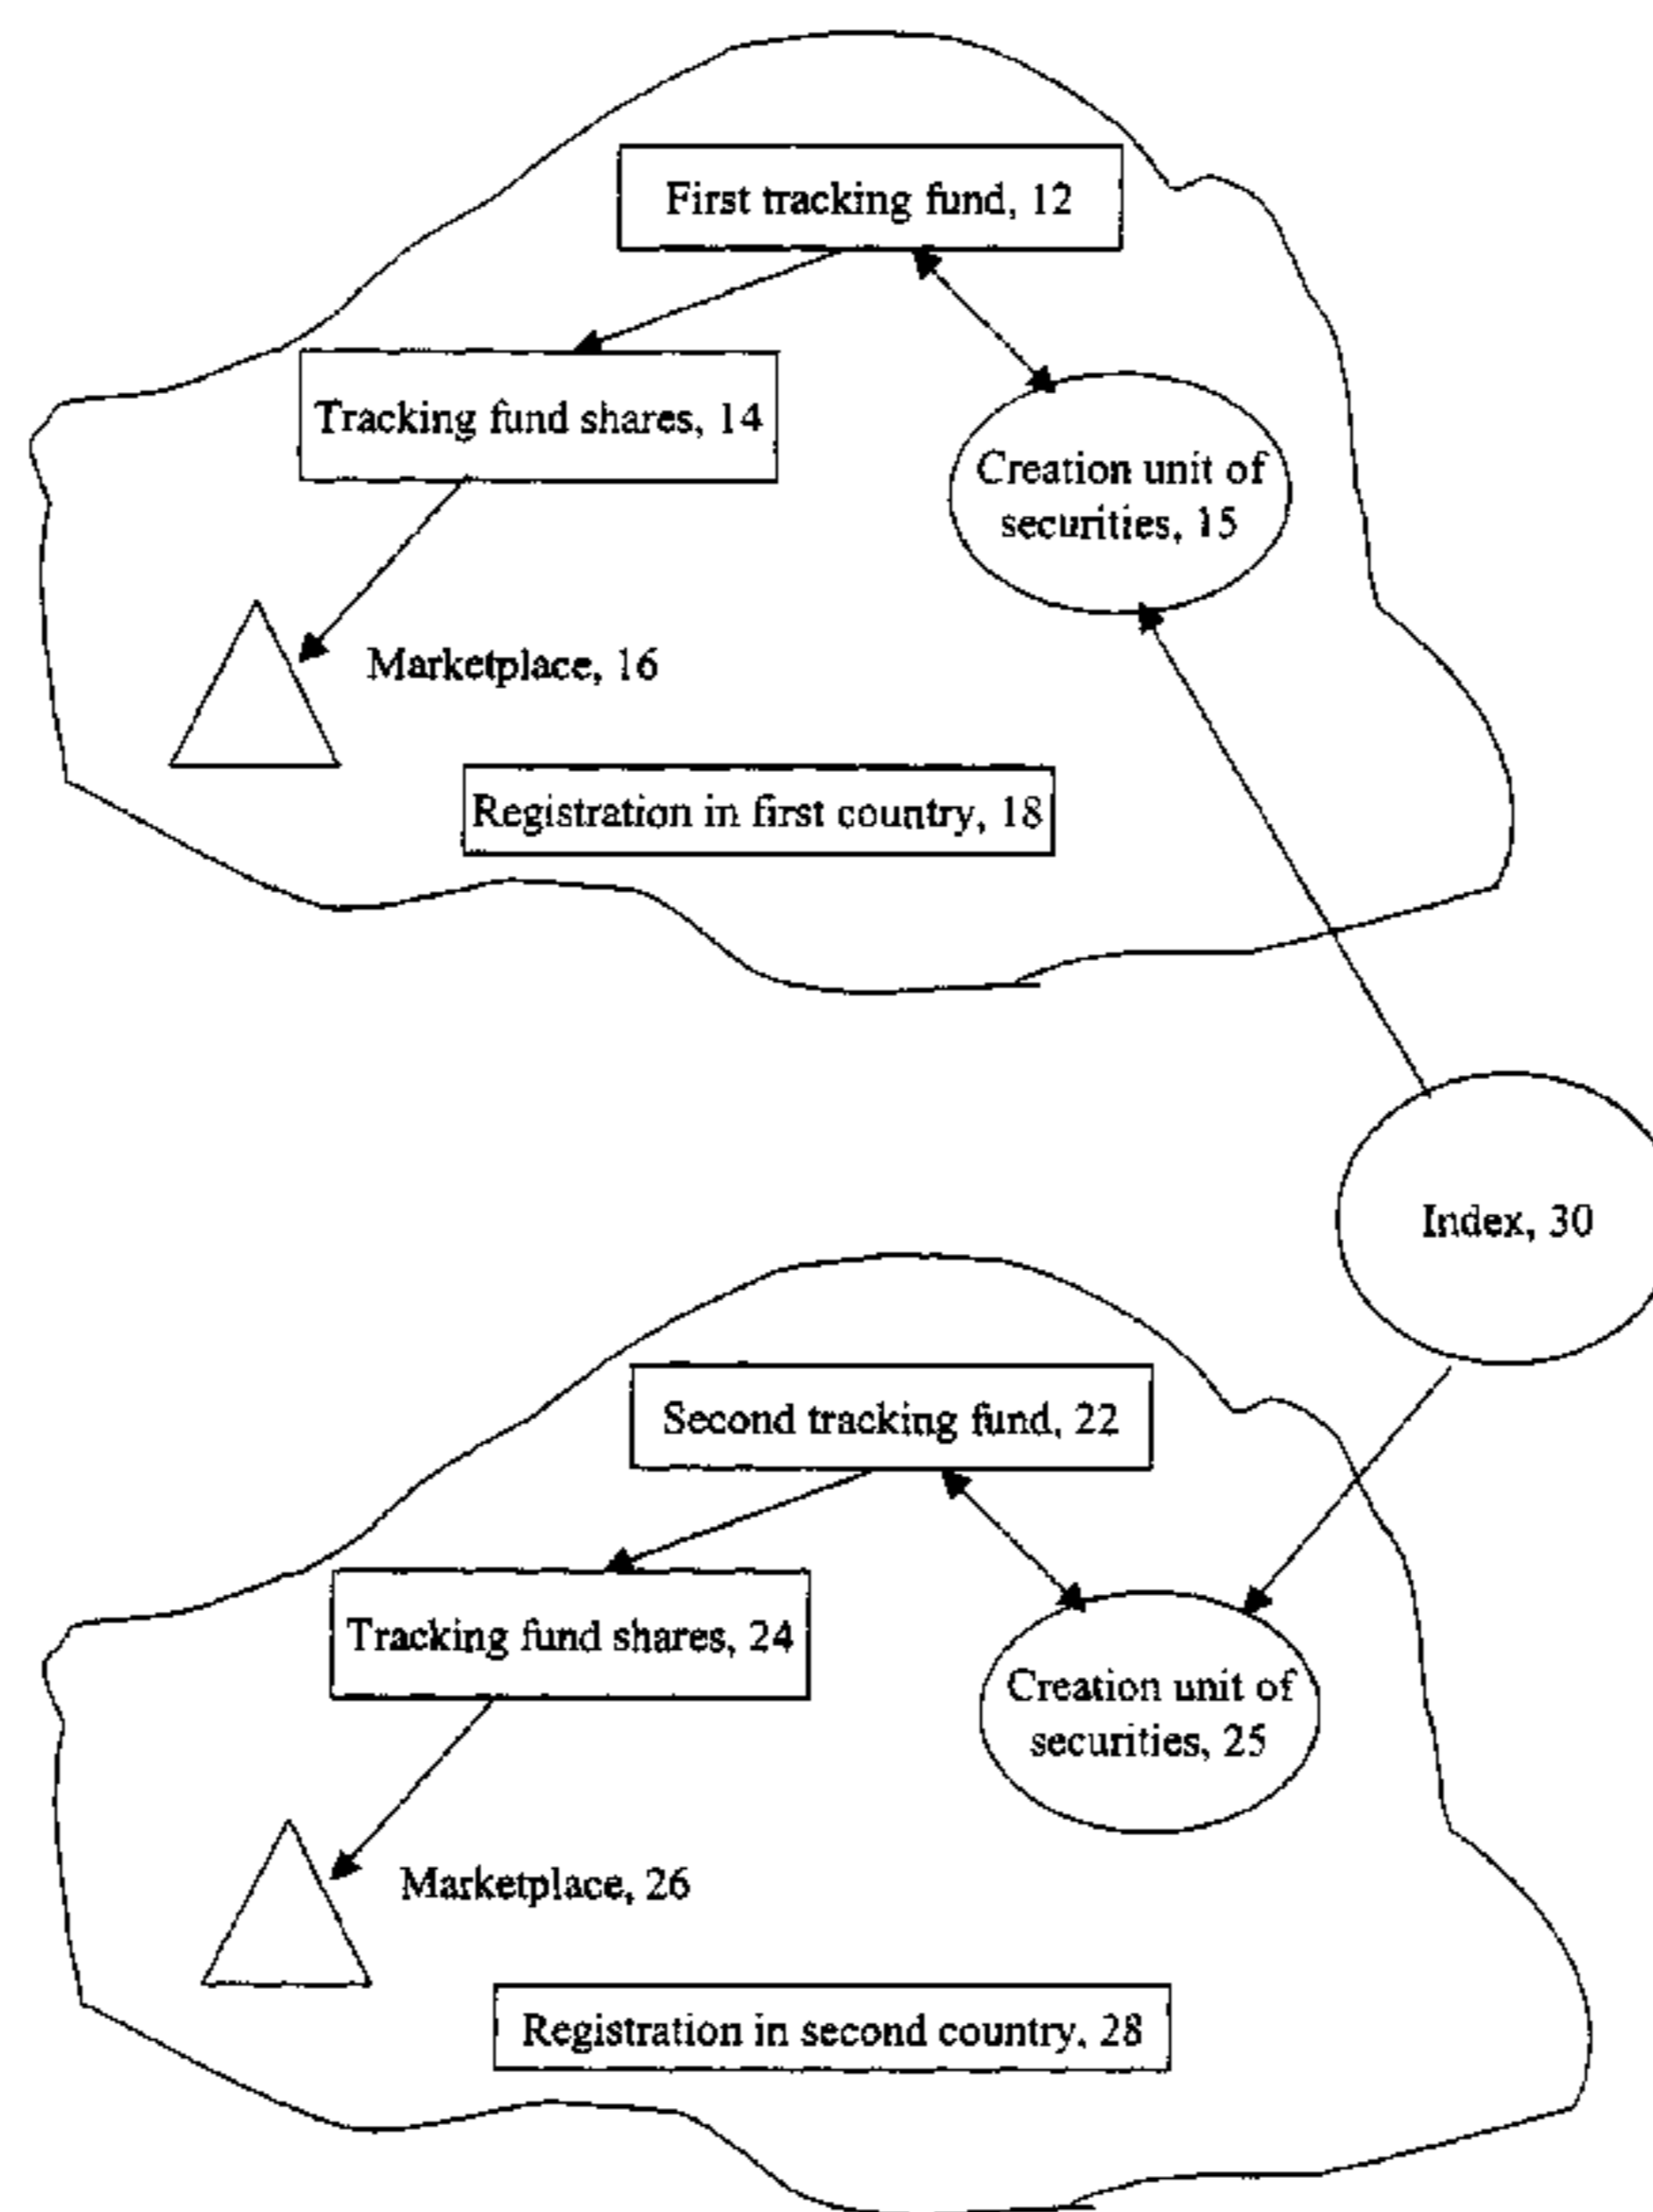 First tracking fund, 12
Tracking fund shares, 14
Creation unit of
securities, 15
Marketplace, 16
Registration in first country, 18
Index, 30
Second tracking fund, 22
Tracking fund shares, 24
Creation unit of
securities, 25
Marketplace, 26
Registration in second country, 28